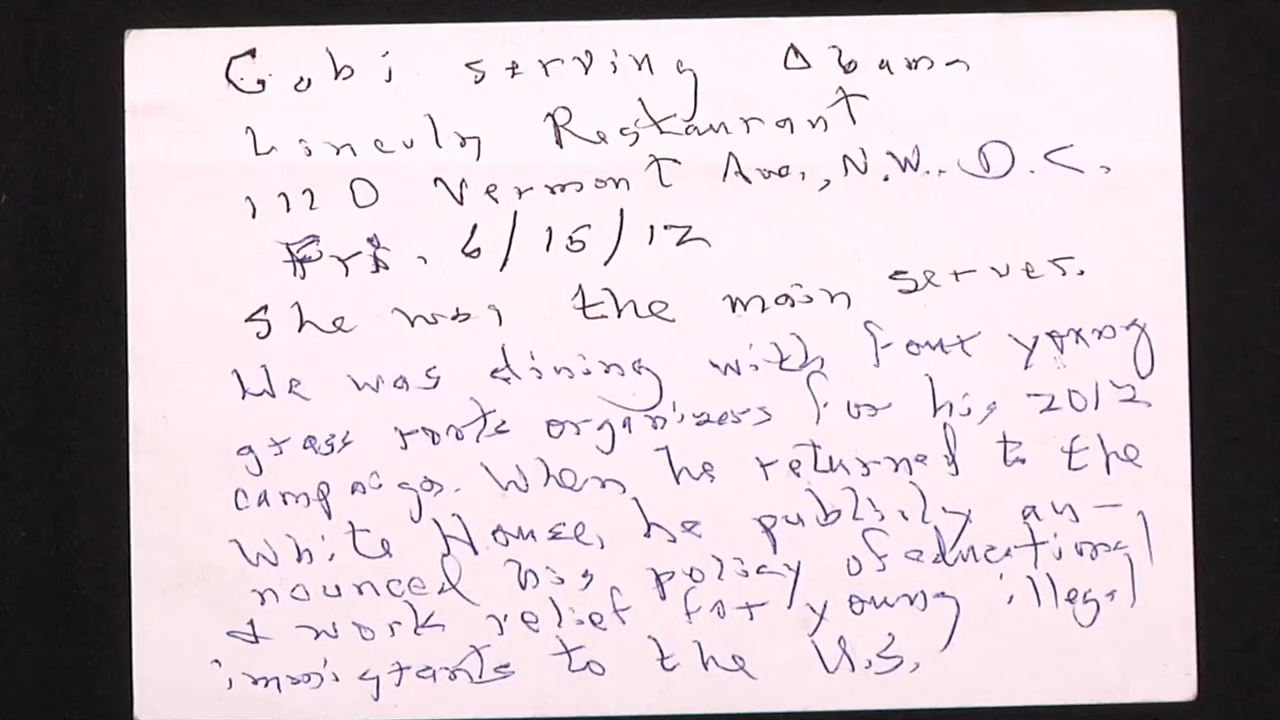 Gabi serving Obama
Lincoln Restaurant
1120 Vermont Ave., N.W., D.C.
Fri. 6/15/12
She was the main server.
He was dining with four young
grass roots organizers for his 2012
campaign. When he returned to the
White House, he publicly an-
nounced his policy of educational
& work relief for young illegal
immigrants to the U.S.